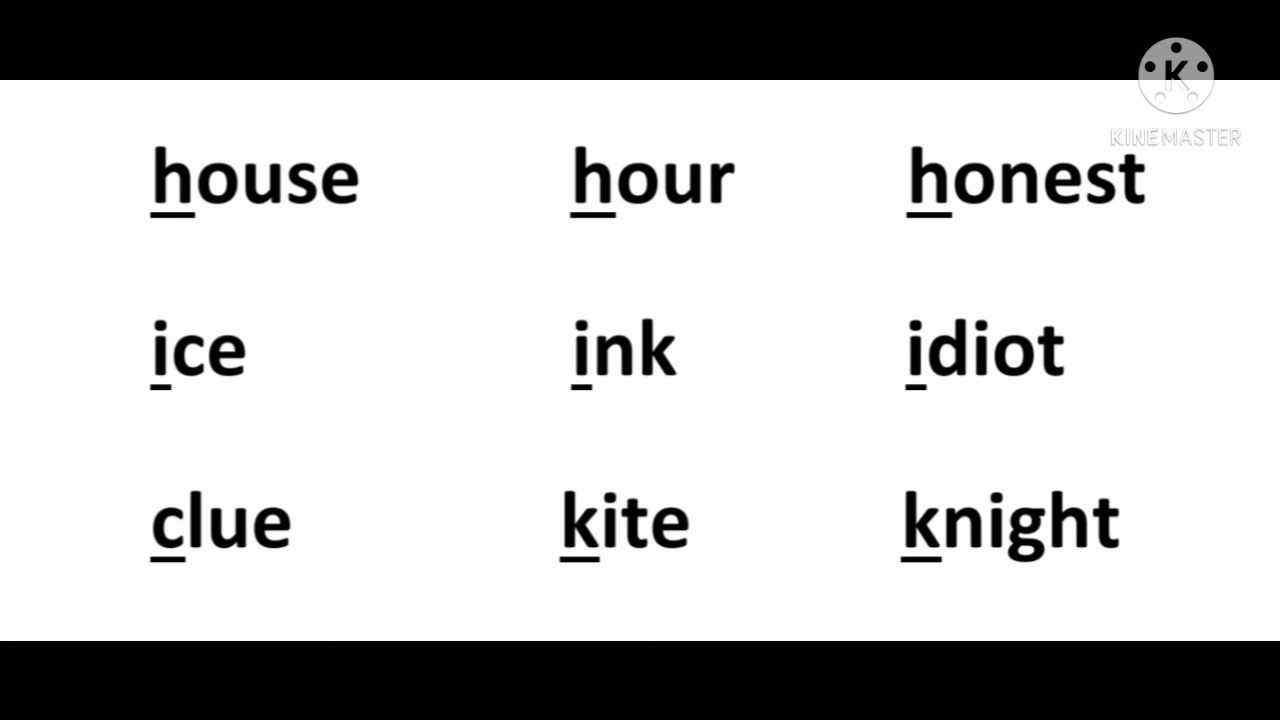 K
KINEMASTER
house hour honest
ice ink idiot
clue kite knight